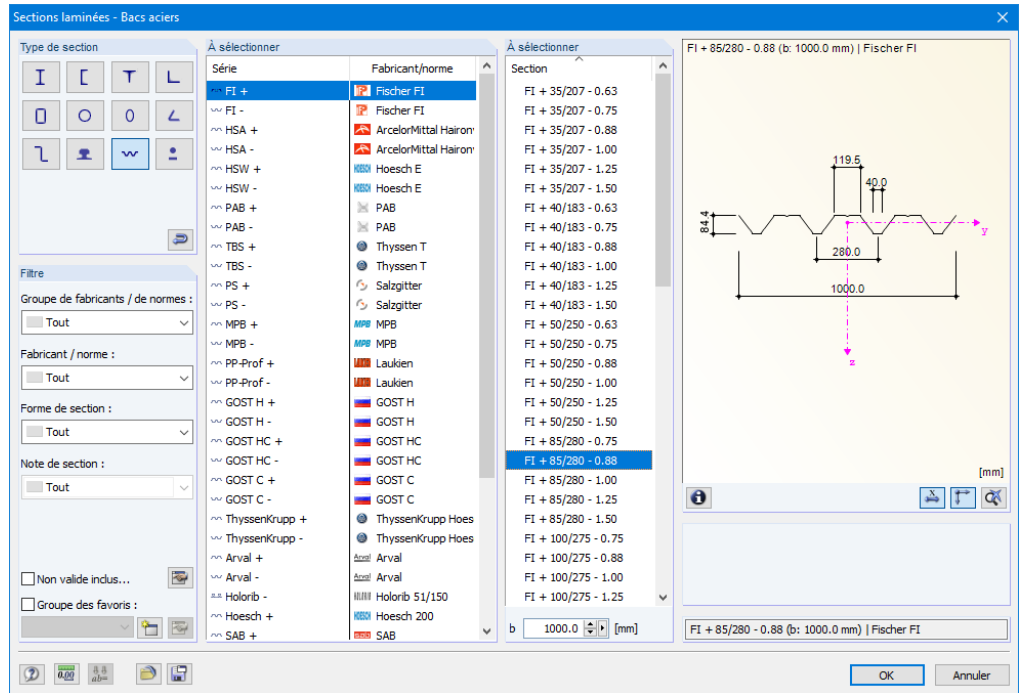 Sections laminées - Bacs aciers
Type de section
Filtre
Groupe de fabricants / de normes :
Tout
Fabricant / norme :
Tout
Forme de section :
Tout
Note de section :
Tout
Non valide inclus...
Groupe des favoris :
À sélectionner
Série Fabricant/norme
FI + Fischer FI
FI - Fischer FI
HSA + ArcelorMittal Hairon
HSA - ArcelorMittal Hairon
HSW + Hoesch E
HSW - Hoesch E
PAB + PAB
PAB - PAB
TBS + Thyssen T
TBS - Thyssen T
PS + Salzgitter
PS - Salzgitter
MPB + MPB MPB
MPB - MPB MPB
PP-Prof + Laukien
PP-Prof - Laukien
GOST H + GOST H
GOST H - GOST H
GOST HC + GOST HC
GOST HC - GOST HC
GOST C + GOST C
GOST C - GOST C
ThyssenKrupp + ThyssenKrupp Hoes
ThyssenKrupp - ThyssenKrupp Hoes
Arval + Arval Arval
Arval - Arval Arval
Holorib - Holorib 51/150
Hoesch + Hoesch 200
SAB + SAB
À sélectionner
Section
FI + 35/207 - 0.63
FI + 35/207 - 0.75
FI + 35/207 - 0.88
FI + 35/207 - 1.00
FI + 35/207 - 1.25
FI + 35/207 - 1.50
FI + 40/183 - 0.63
FI + 40/183 - 0.75
FI + 40/183 - 0.88
FI + 40/183 - 1.00
FI + 40/183 - 1.25
FI + 40/183 - 1.50
FI + 50/250 - 0.63
FI + 50/250 - 0.75
FI + 50/250 - 0.88
FI + 50/250 - 1.00
FI + 50/250 - 1.25
FI + 50/250 - 1.50
FI + 85/280 - 0.75
FI + 85/280 - 0.88
FI + 85/280 - 1.00
FI + 85/280 - 1.25
FI + 85/280 - 1.50
FI + 100/275 - 0.75
FI + 100/275 - 0.88
FI + 100/275 - 1.00
FI + 100/275 - 1.25
b 1000.0 [mm]
FI + 85/280 - 0.88 (b: 1000.0 mm) | Fischer FI
119.5
40.0
84.4
y
280.0
1000.0
z
[mm]
FI + 85/280 - 0.88 (b: 1000.0 mm) | Fischer FI
0.00
OK
Annuler